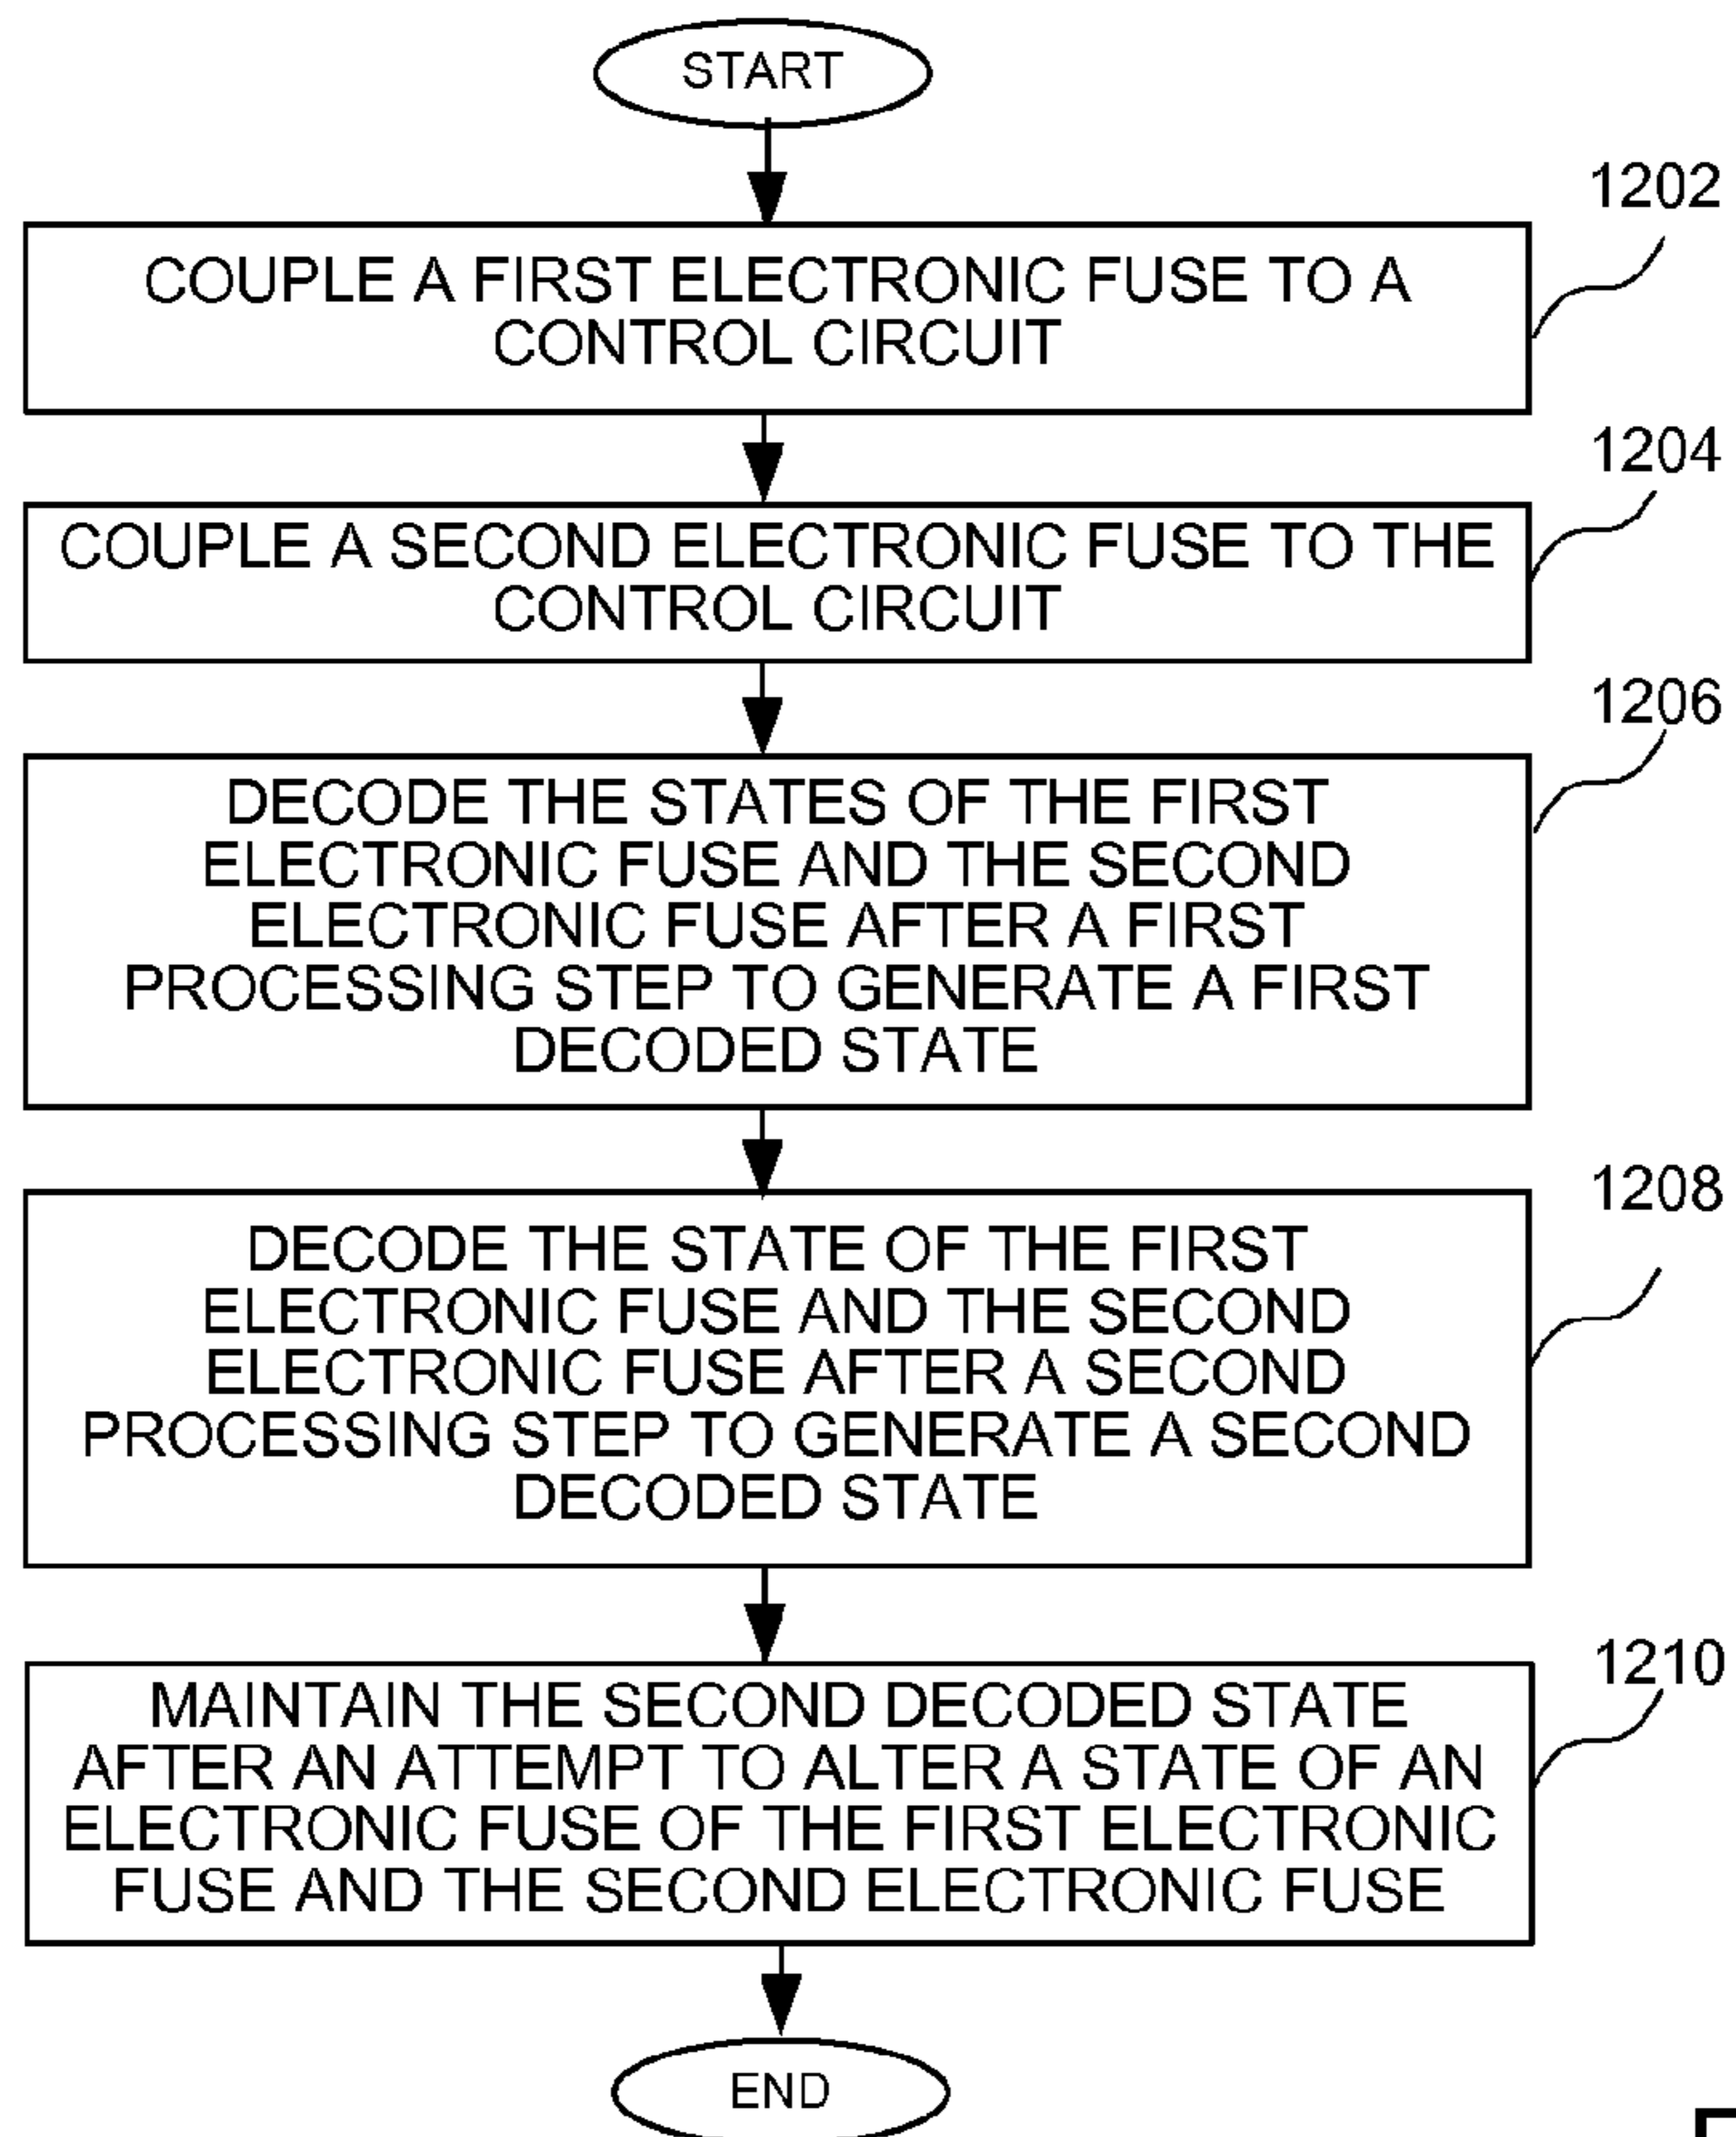 START
1202
COUPLE A FIRST ELECTRONIC FUSE TO A
CONTROL CIRCUIT
1204
COUPLE A SECOND ELECTRONIC FUSE TO THE
CONTROL CIRCUIT
1206
DECODE THE STATES OF THE FIRST
ELECTRONIC FUSE AND THE SECOND
ELECTRONIC FUSE AFTER A FIRST
PROCESSING STEP TO GENERATE A FIRST
DECODED STATE
1208
DECODE THE STATE OF THE FIRST
ELECTRONIC FUSE AND THE SECOND
ELECTRONIC FUSE AFTER A SECOND
PROCESSING STEP TO GENERATE A SECOND
DECODED STATE
1210
MAINTAIN THE SECOND DECODED STATE
AFTER AN ATTEMPT TO ALTER A STATE OF AN
ELECTRONIC FUSE OF THE FIRST ELECTRONIC
FUSE AND THE SECOND ELECTRONIC FUSE
END